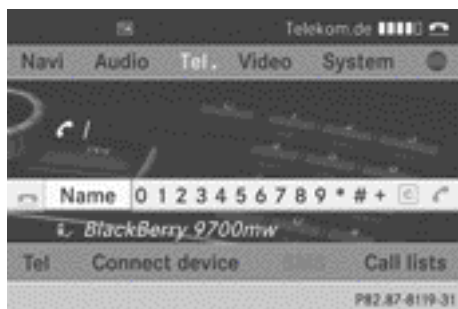 Telekom.de
Navi Audio Tel. Video System
Name 0 1 2 3 4 5 6 7 8 9 * # + C
BlackBerry 9700mw
Tel Connect device SMS Call lists
P82.87-8119-31